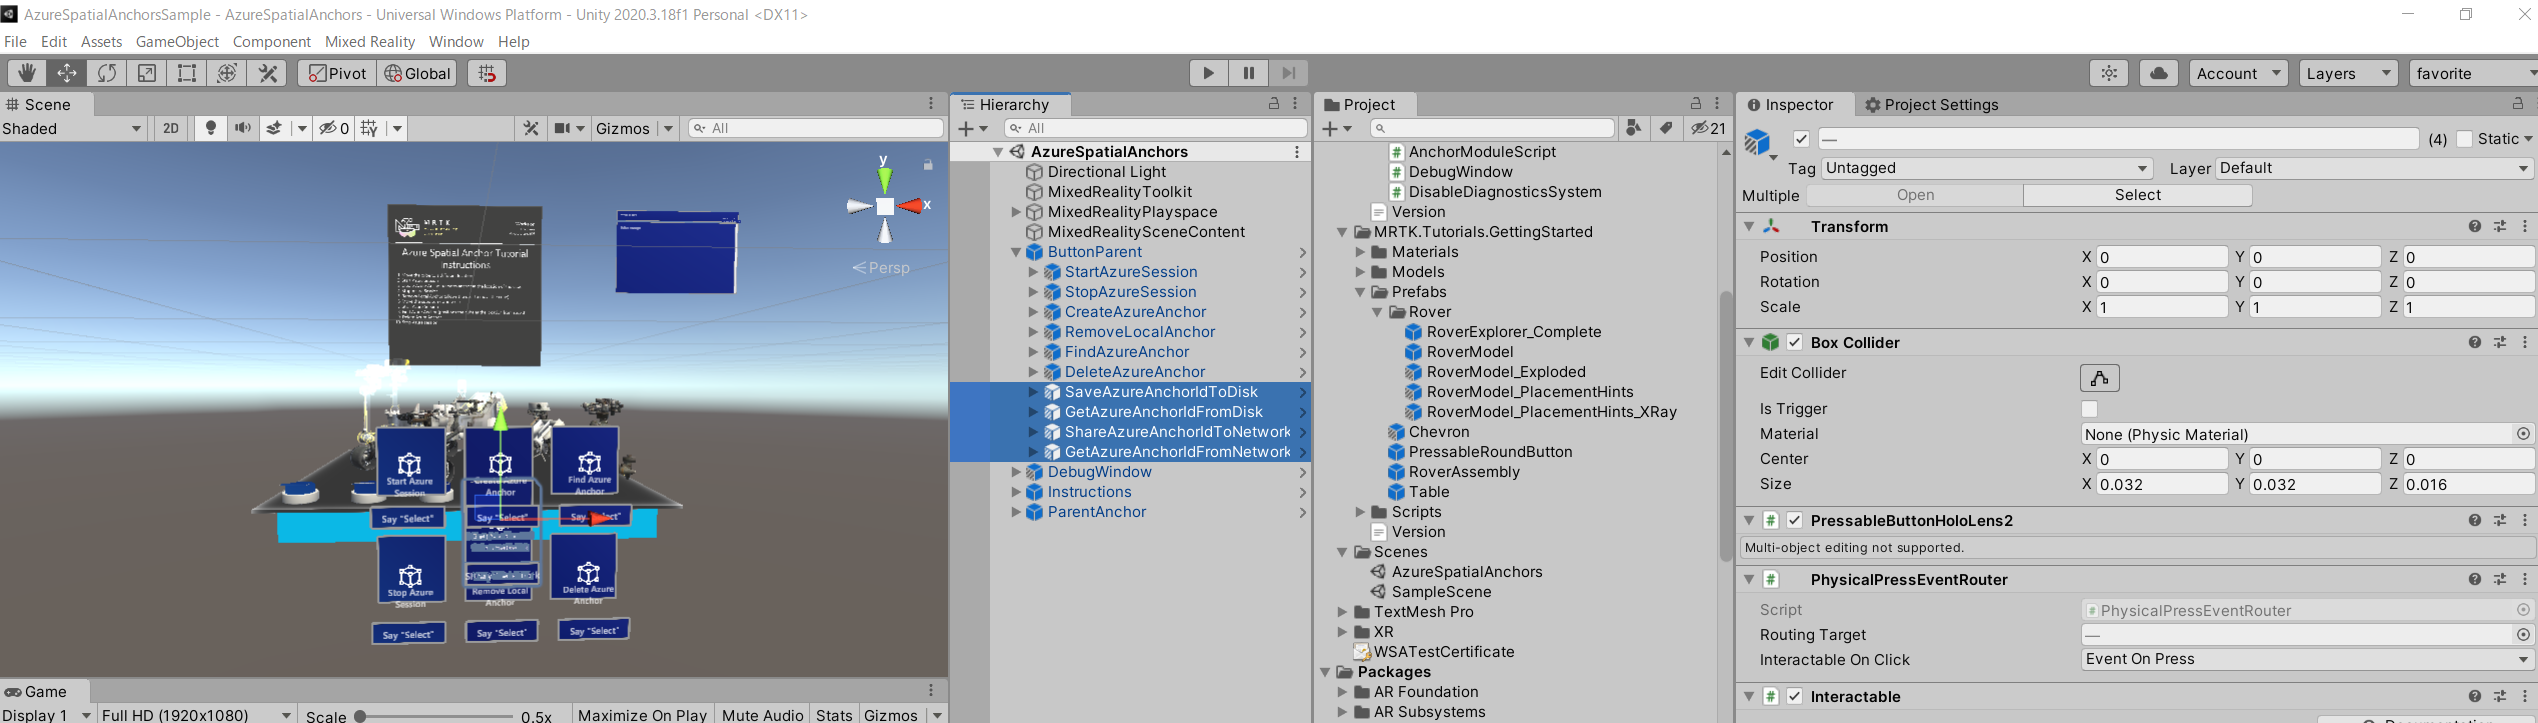 AzureSpatialAnchorsSample - AzureSpatialAnchors - Universal Windows Platform - Unity 2020.3.18f1 Personal <DX11>
File Edit Assets GameObject Component Mixed Reality Window Help
Pivot Global Account Layers favorite
Scene
Shaded 2D 0 Gizmos All
y
x
Persp
MRTK
Azure Spatial Anchor Tutorial
Instructions
Start Azure
Session
Create Azure
Anchor
Find Azure
Anchor
Say "Select"
Say "Select"
Say "Select"
Stop Azure
Session
Remove Local
Anchor
Delete Azure
Anchor
Say "Select"
Say "Select"
Say "Select"
Game
Display 1 Full HD (1920x1080) Scale 0.5x Maximize On Play Mute Audio Stats Gizmos
Hierarchy
All
AzureSpatialAnchors
Directional Light
MixedRealityToolkit
MixedRealityPlayspace
MixedRealitySceneContent
ButtonParent
StartAzureSession
StopAzureSession
CreateAzureAnchor
RemoveLocalAnchor
FindAzureAnchor
DeleteAzureAnchor
SaveAzureAnchorIdToDisk
GetAzureAnchorIdFromDisk
ShareAzureAnchorIdToNetwork
GetAzureAnchorIdFromNetwork
DebugWindow
Instructions
ParentAnchor
Project
21
AnchorModuleScript
DebugWindow
DisableDiagnosticsSystem
Version
MRTK.Tutorials.GettingStarted
Materials
Models
Prefabs
Rover
RoverExplorer_Complete
RoverModel
RoverModel_Exploded
RoverModel_PlacementHints
RoverModel_PlacementHints_XRay
Chevron
PressableRoundButton
RoverAssembly
Table
Scripts
Version
Scenes
AzureSpatialAnchors
SampleScene
TextMesh Pro
XR
WSATestCertificate
Packages
AR Foundation
AR Subsystems
Inspector Project Settings
— (4) Static
Tag Untagged Layer Default
Multiple Open Select
Transform
Position X 0 Y 0 Z 0
Rotation X 0 Y 0 Z 0
Scale X 1 Y 1 Z 1
Box Collider
Edit Collider
Is Trigger
Material None (Physic Material)
Center X 0 Y 0 Z 0
Size X 0.032 Y 0.032 Z 0.016
PressableButtonHoloLens2
Multi-object editing not supported.
PhysicalPressEventRouter
Script PhysicalPressEventRouter
Routing Target —
Interactable On Click Event On Press
Interactable